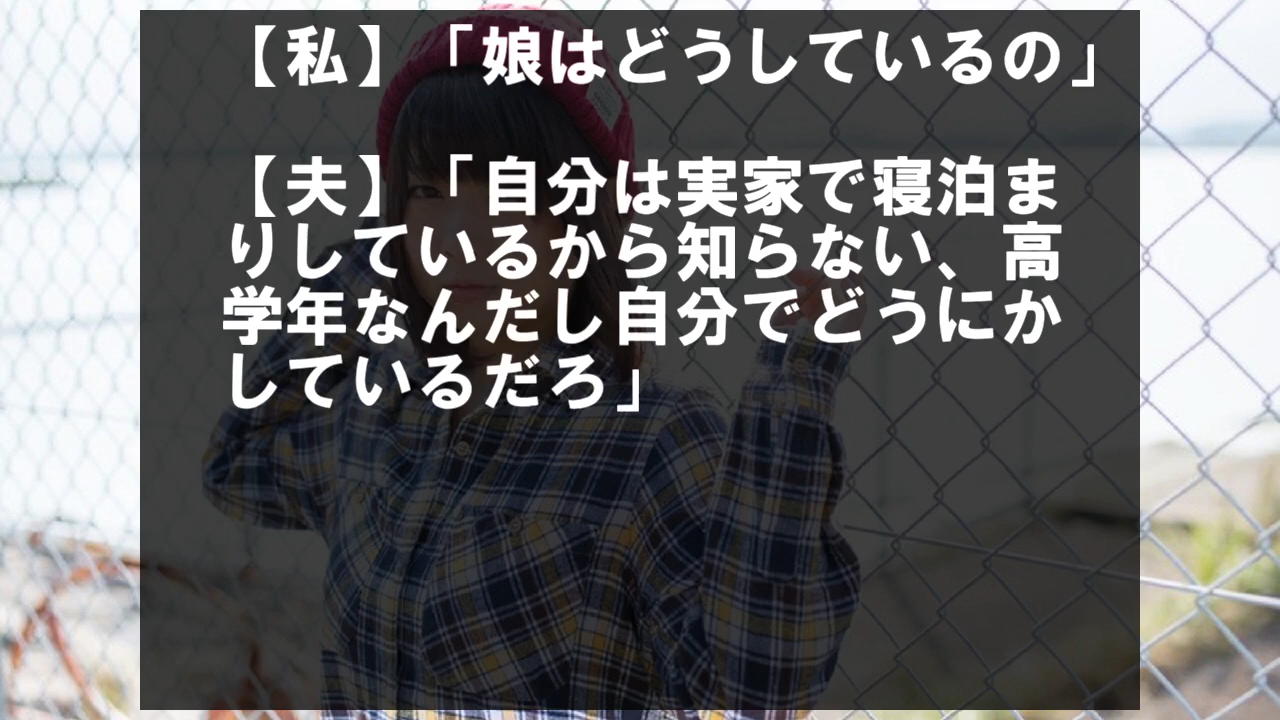 【私】「娘はどうしているの」
【夫】「自分は実家で寝泊ま
りしているから知らない、高
学年なんだし自分でどうにか
しているだろ」